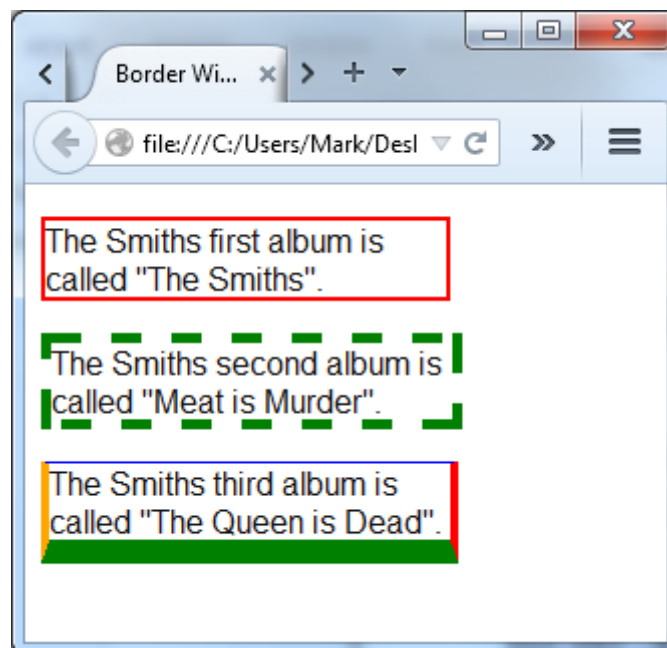 Border Wi...
file:///C:/Users/Mark/Desl
The Smiths first album is
called "The Smiths".
The Smiths second album is
called "Meat is Murder".
The Smiths third album is
called "The Queen is Dead".